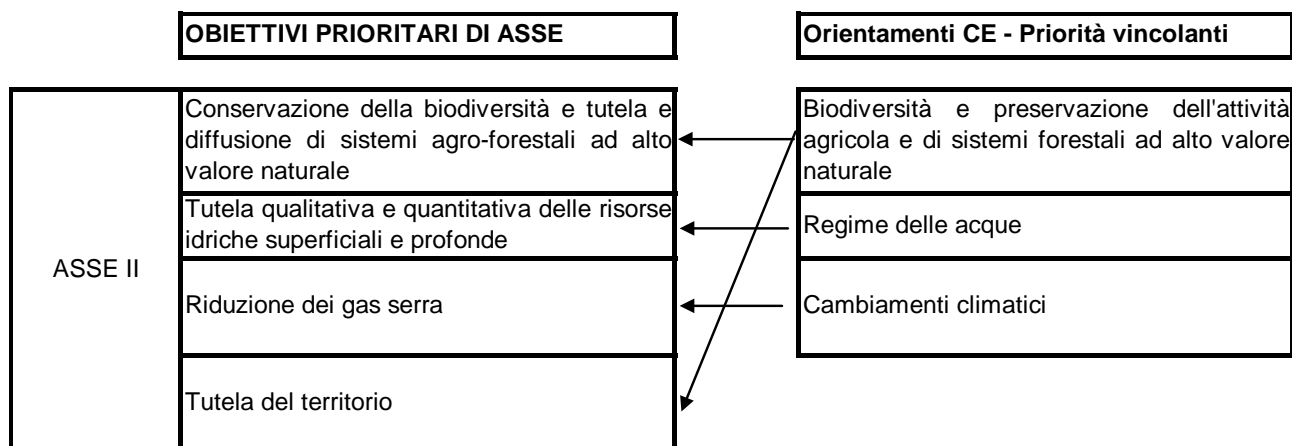 OBIETTIVI PRIORITARI DI ASSE
Orientamenti CE - Priorità vincolanti
ASSE II
Conservazione della biodiversità e tutela e
diffusione di sistemi agro-forestali ad alto
valore naturale
Biodiversità e preservazione dell'attività
agricola e di sistemi forestali ad alto valore
naturale
Tutela qualitativa e quantitativa delle risorse
idriche superficiali e profonde
Regime delle acque
Riduzione dei gas serra
Cambiamenti climatici
Tutela del territorio